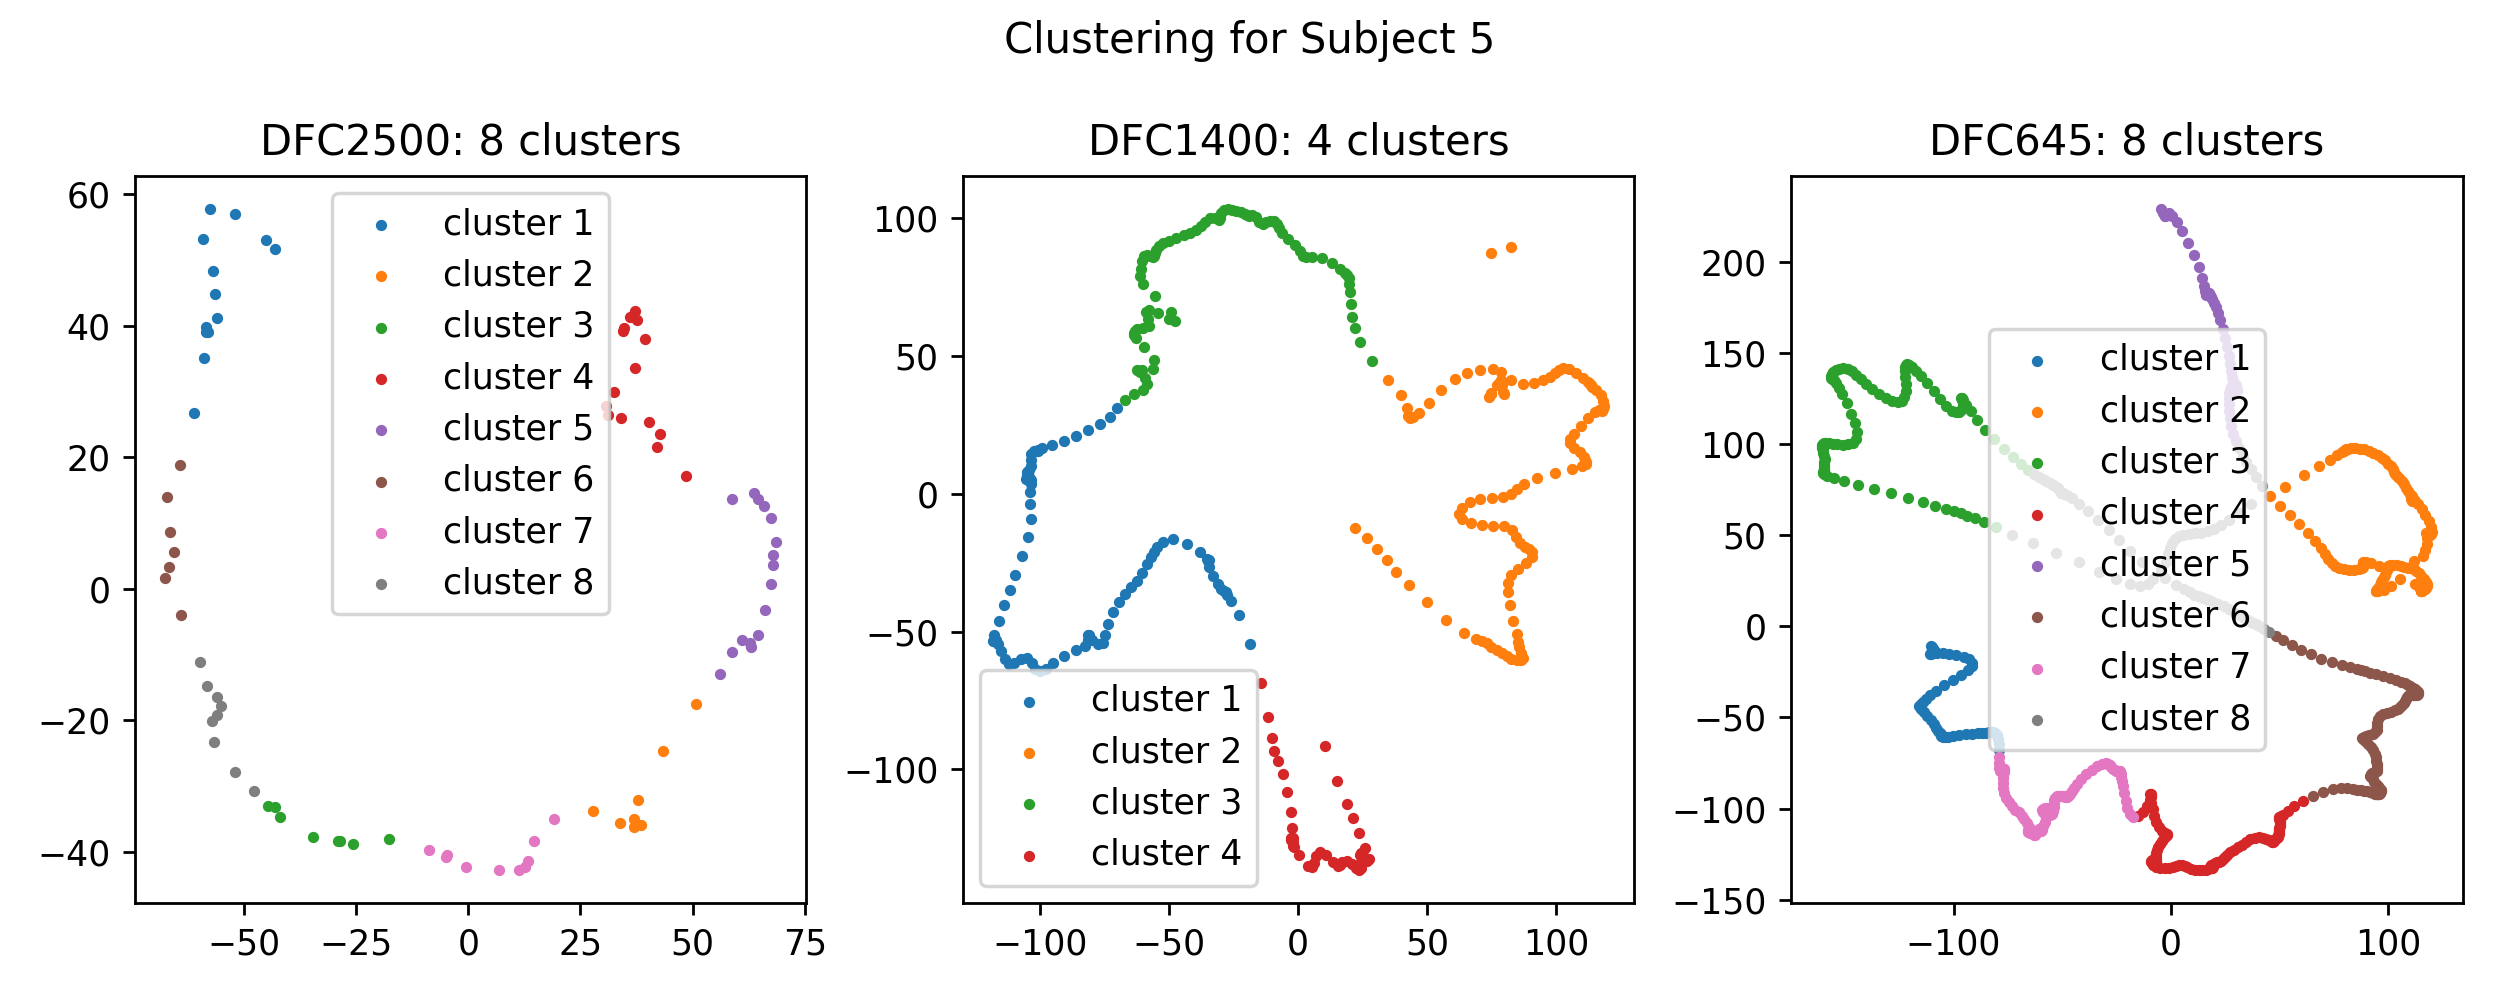 Clustering for Subject 5
DFC2500: 8 clusters
60
40
20
0
−20
−40
−50
−25
0
25
50
75
cluster 1
cluster 2
cluster 3
cluster 4
cluster 5
cluster 6
cluster 7
cluster 8
DFC1400: 4 clusters
100
50
0
−50
−100
−100
−50
0
50
100
cluster 1
cluster 2
cluster 3
cluster 4
DFC645: 8 clusters
200
150
100
50
0
−50
−100
−150
−100
0
100
cluster 1
cluster 2
cluster 3
cluster 4
cluster 5
cluster 6
cluster 7
cluster 8